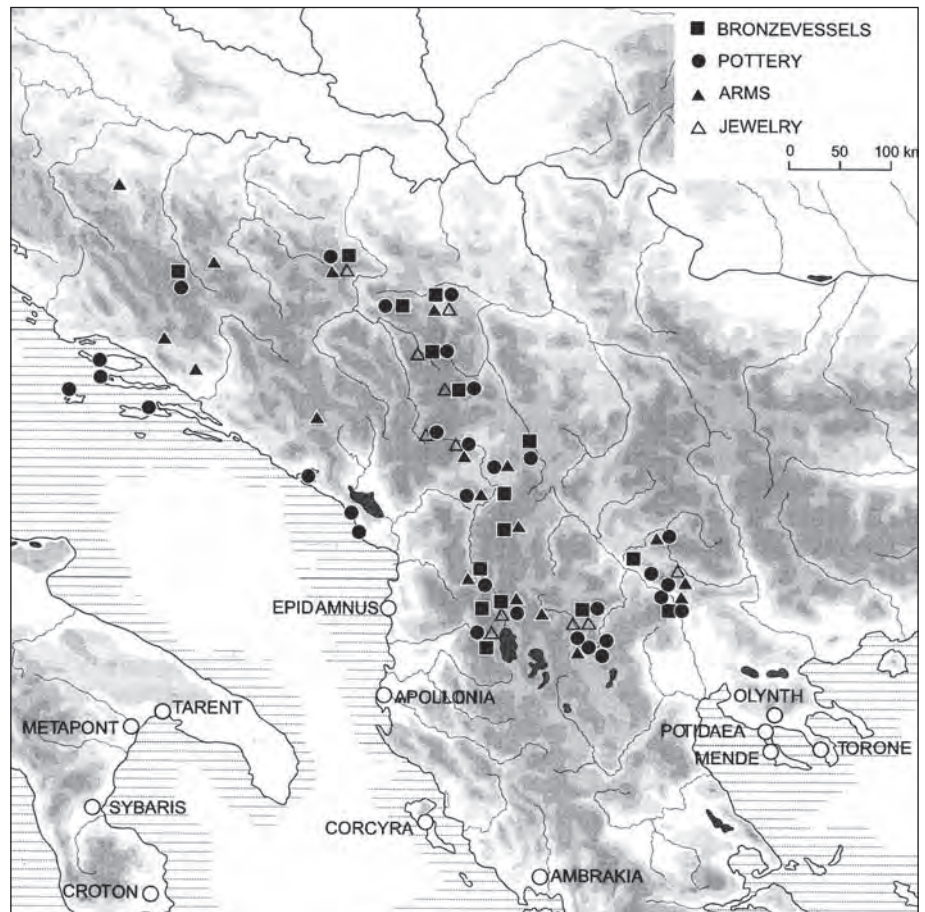 BRONZEVESSELS
POTTERY
ARMS
JEWELRY
0 50 100 km
EPIDAMNUS
APOLLONIA
TARENT
METAPONT
OLYNTH
POTIDAEA
MENDE
TORONE
SYBARIS
CORCYRA
AMBRAKIA
CROTON